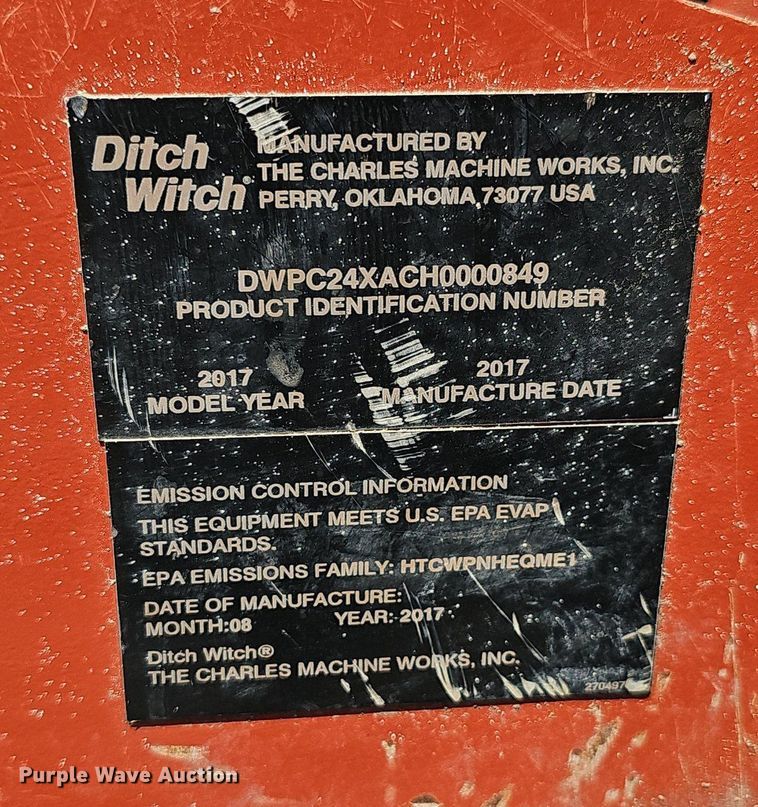 Ditch Witch®
MANUFACTURED BY
THE CHARLES MACHINE WORKS, INC.
PERRY, OKLAHOMA 73077 USA
DWPC24XACH0000849
PRODUCT IDENTIFICATION NUMBER
2017
MODEL YEAR
2017
MANUFACTURE DATE
EMISSION CONTROL INFORMATION
THIS EQUIPMENT MEETS U.S. EPA EVAP
STANDARDS.
EPA EMISSIONS FAMILY: HTCWPNHEQME1
DATE OF MANUFACTURE:
MONTH:08 YEAR: 2017
Ditch Witch®
THE CHARLES MACHINE WORKS, INC.
Purple Wave Auction